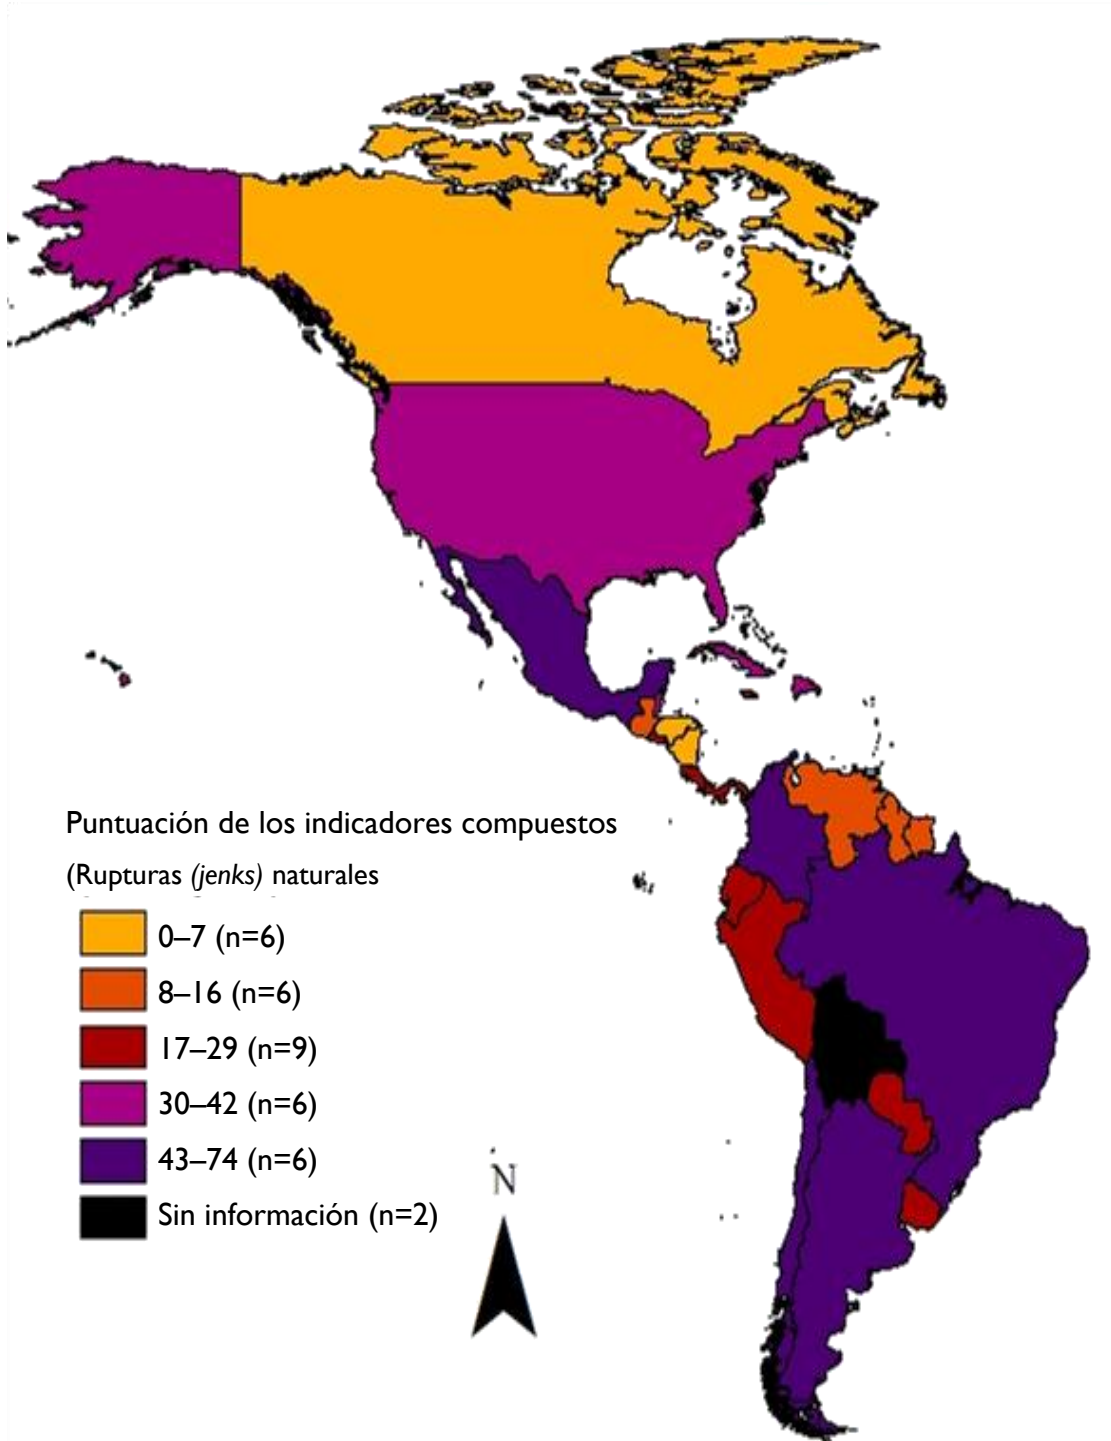 Puntuación de los indicadores compuestos
(Rupturas (jenks) naturales
0–7 (n=6)
8–16 (n=6)
17–29 (n=9)
30–42 (n=6)
43–74 (n=6)
Sin información (n=2)
N